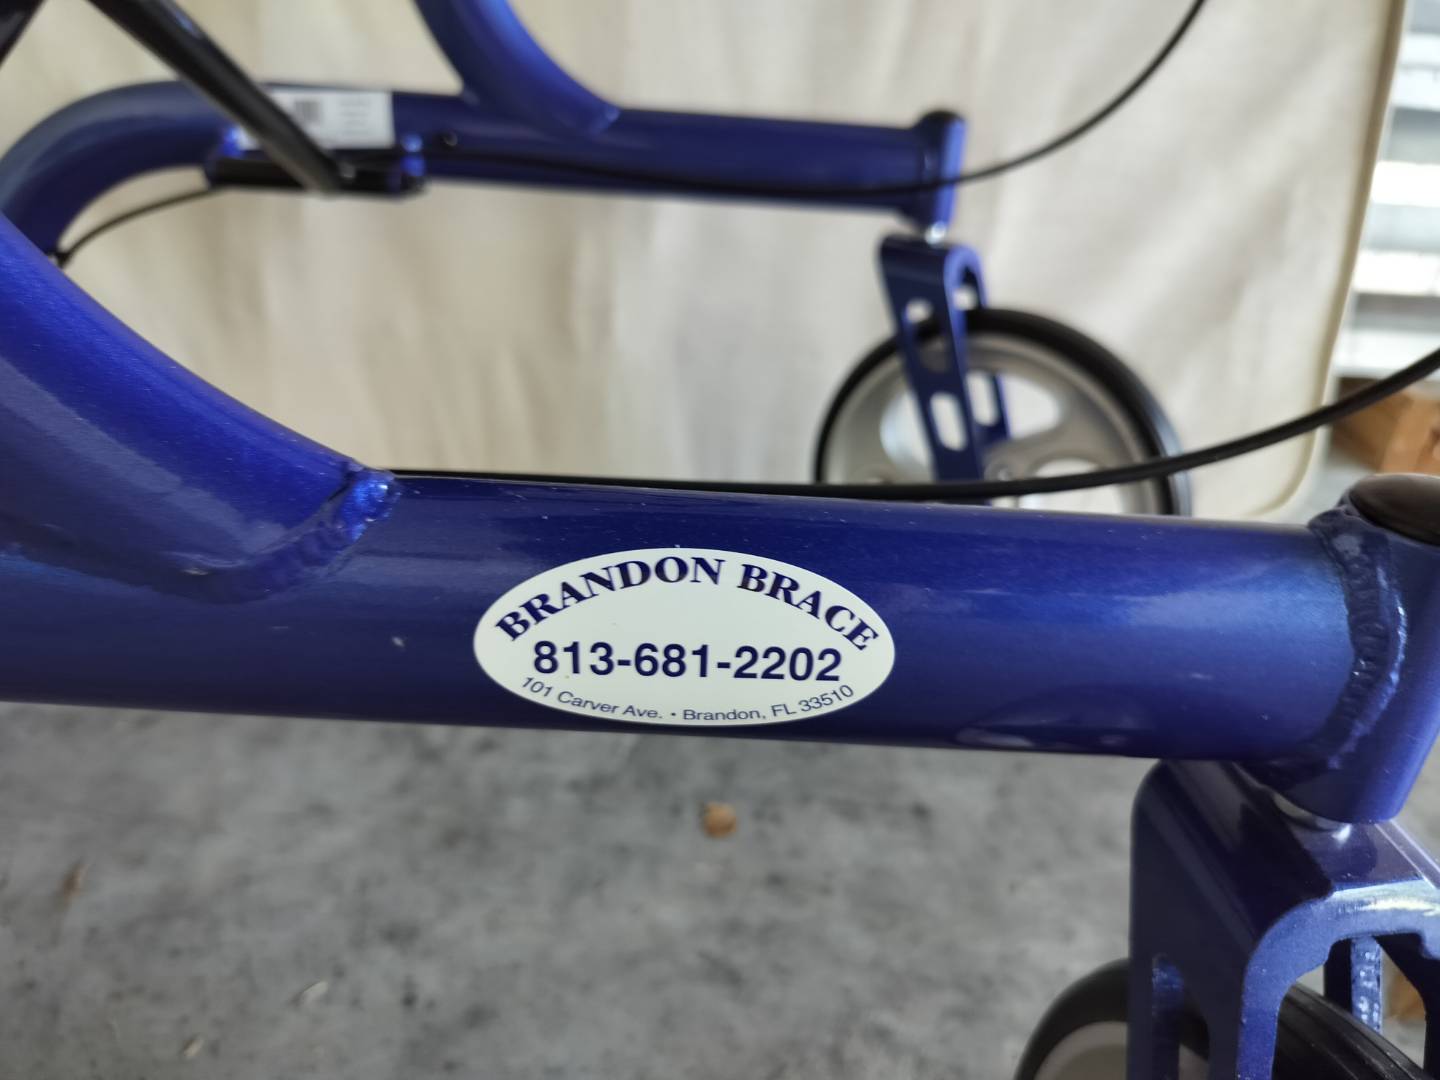 BRANDON BRACE
813-681-2202
101 Carver Ave. • Brandon, FL 33510